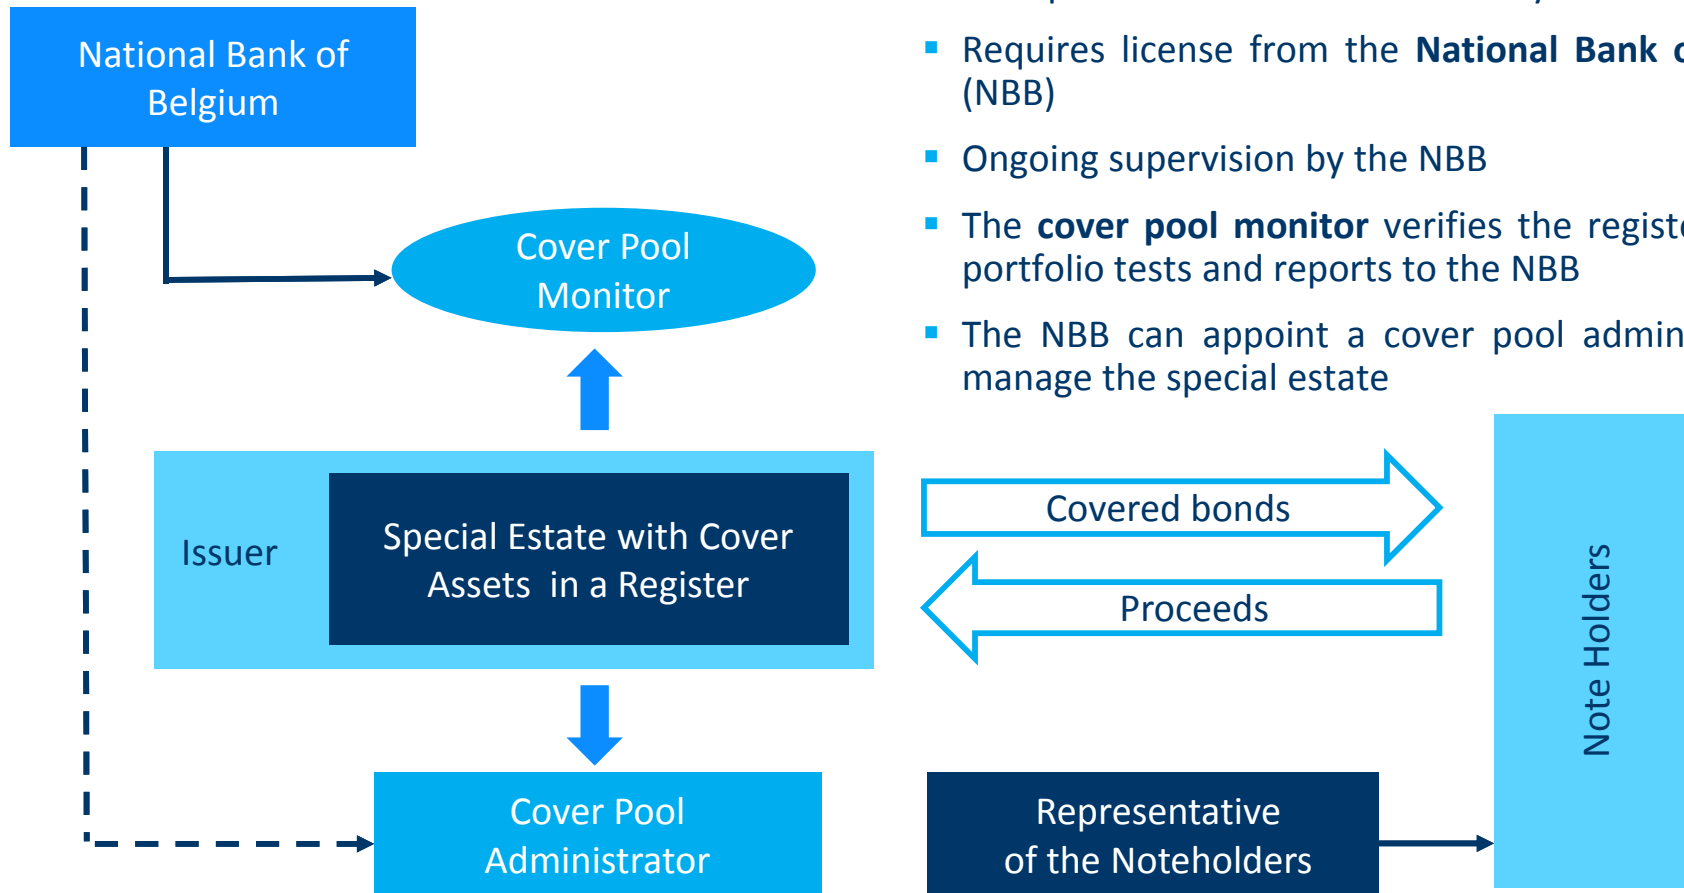 National Bank of
Belgium
Requires license from the National Bank
(NBB)
Ongoing supervision by the NBB
The cover pool monitor verifies the
portfolio tests and reports to the NBB
The NBB can appoint a cover pool
manage the special estate
Cover Pool
Monitor
Issuer
Special Estate with Cover
Assets in a Register
Covered bonds
Proceeds
Note Holders
Cover Pool
Administrator
Representative
of the Noteholders